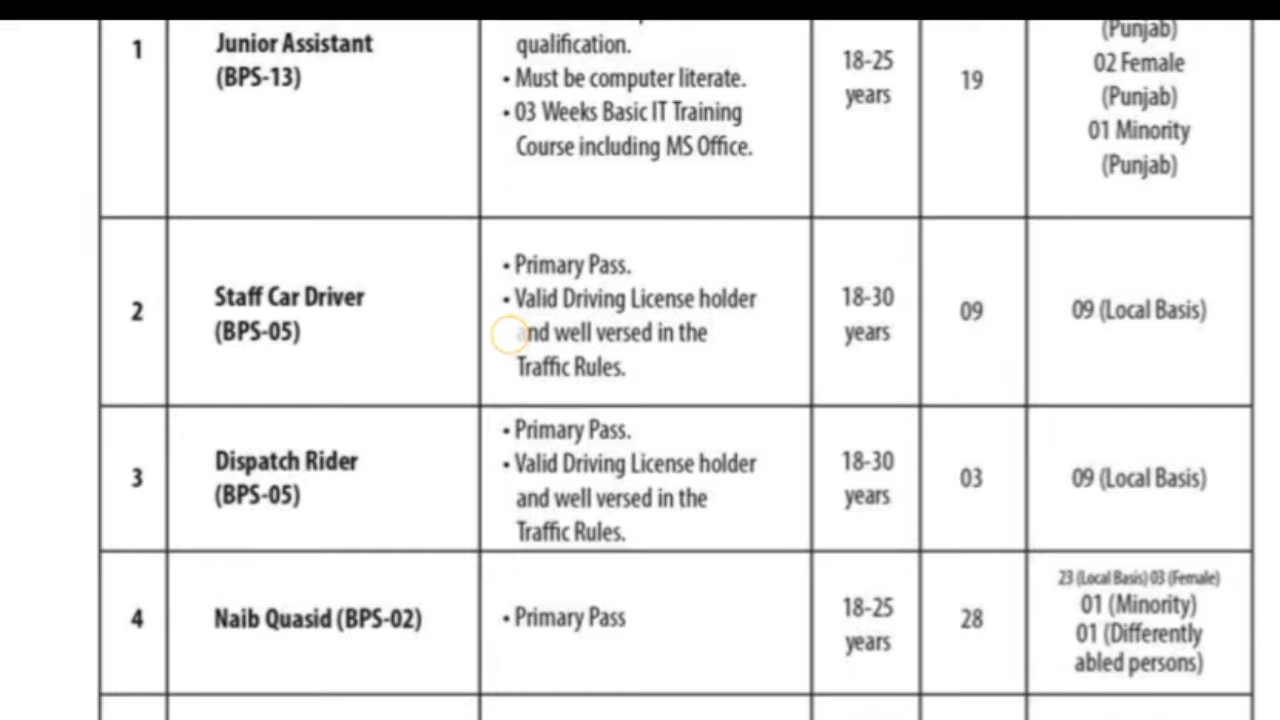 1
Junior Assistant
(BPS-13)
qualification.
• Must be computer literate.
• 03 Weeks Basic IT Training
Course including MS Office.
18-25
years
19
(Punjab)
02 Female
(Punjab)
01 Minority
(Punjab)
2
Staff Car Driver
(BPS-05)
• Primary Pass.
• Valid Driving License holder
and well versed in the
Traffic Rules.
18-30
years
09
09 (Local Basis)
3
Dispatch Rider
(BPS-05)
• Primary Pass.
• Valid Driving License holder
and well versed in the
Traffic Rules.
18-30
years
03
09 (Local Basis)
4
Naib Quasid (BPS-02)
• Primary Pass
18-25
years
28
23 (Local Basis) 03 (Female)
01 (Minority)
01 (Differently
abled persons)